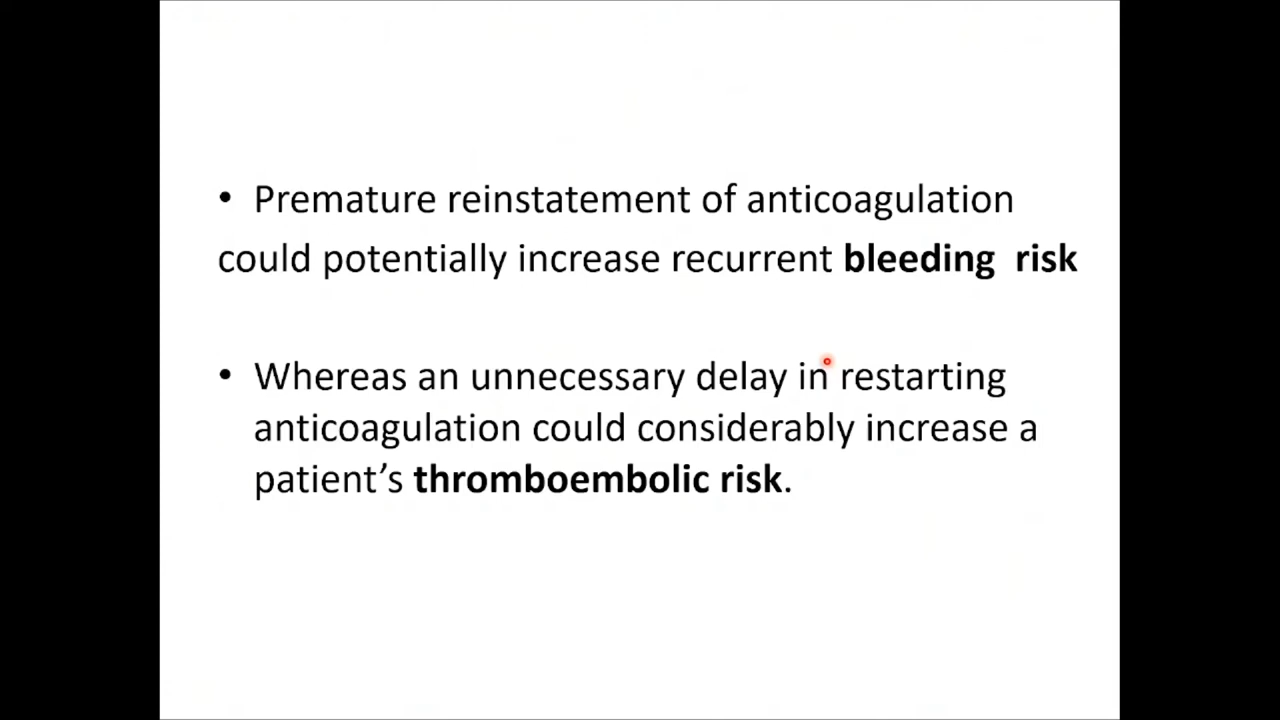 • Premature reinstatement of anticoagulation
could potentially increase recurrent bleeding  risk
• Whereas an unnecessary delay in restarting
anticoagulation could considerably increase a
patient’s thromboembolic risk.